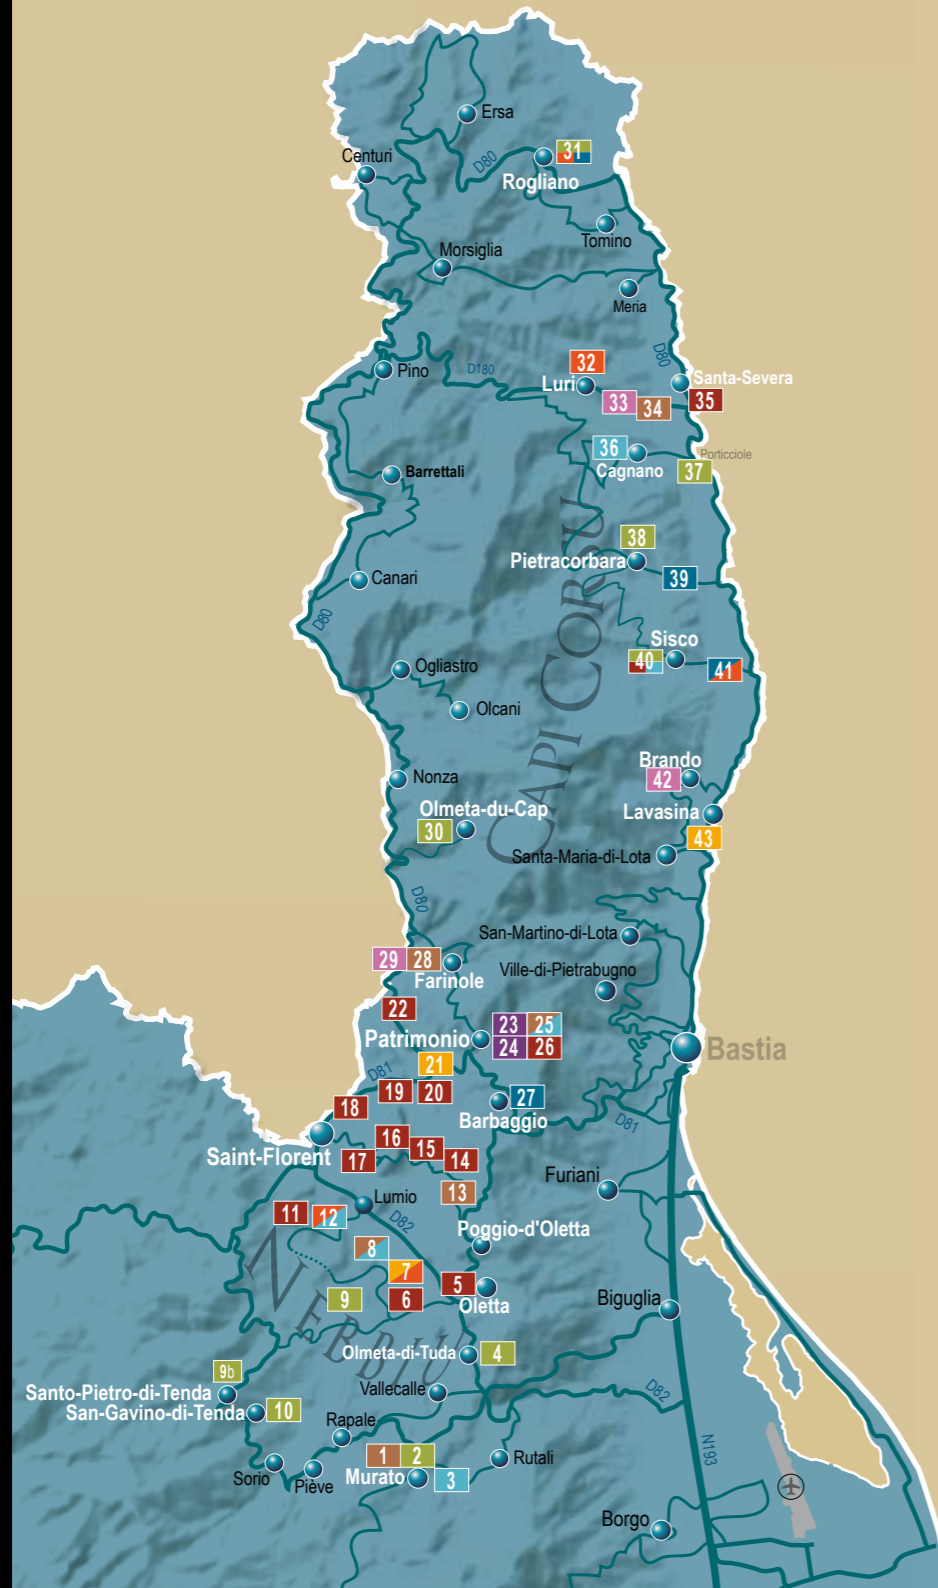 Ersa
Centuri
D80
31
Rogliano
Tomino
Morsiglia
Meria
D80
Pino
D180
32
Luri
Santa-Severa
33
34
35
36
Cagnano
Porticciole
37
Barrettali
CAPI CORSU
38
Pietracorbara
39
Canari
D80
Sisco
40
41
Ogliastro
Olcani
Brando
42
Nonza
Olmeta-du-Cap
30
Lavasina
43
Santa-Maria-di-Lota
D80
San-Martino-di-Lota
29
28
Farinole
Ville-di-Pietrabugno
22
Patrimonio
23
25
24
26
Bastia
21
D81
19
20
27
Barbaggio
18
D81
Saint-Florent
16
15
14
17
13
Furiani
11
12
Lumio
D82
Poggio-d'Oletta
8
7
5
Oletta
9
6
Biguglia
NEBBIU
Olmeta-di-Tuda
4
9b
Santo-Pietro-di-Tenda
Vallecalle
D82
San-Gavino-di-Tenda
10
Rapale
N193
1
2
Rutali
Sorio
Piève
Murato
3
Borgo